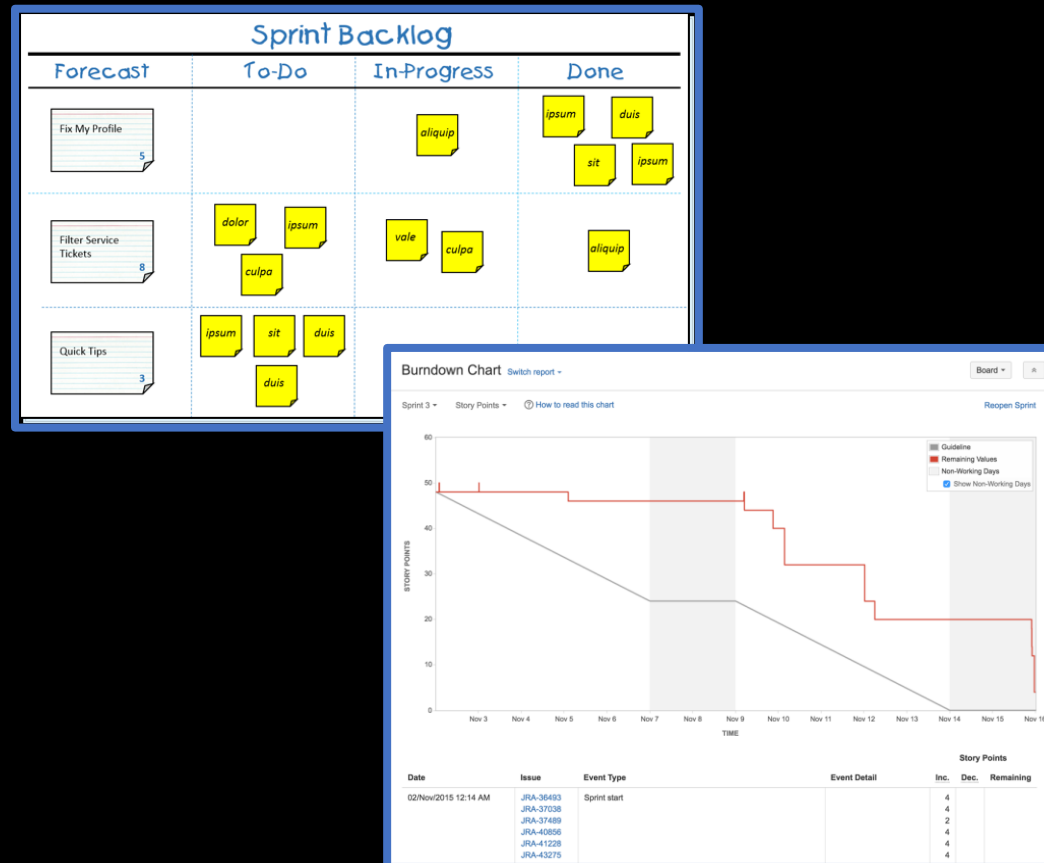 Sprint Backlog
Forecast To-Do In-Progress Done
Fix My Profile
5
aliquip
ipsum duis
sit ipsum
Filter Service
Tickets
8
dolor ipsum
culpa
vale culpa
aliquip
Quick Tips
3
ipsum sit duis
duis
Burndown Chart Switch report
Board
Sprint 3 Story Points ? How to read this chart Reopen Sprint
Guideline
Remaining Values
Non-Working Days
Show Non-Working Days
STORY POINTS
60
50
40
30
20
10
0
Nov 3 Nov 4 Nov 5 Nov 6 Nov 7 Nov 8 Nov 9 Nov 10 Nov 11 Nov 12 Nov 13 Nov 14 Nov 15 Nov 16
TIME
Story Points
Date Issue Event Type Event Detail Inc. Dec. Remaining
02/Nov/2015 12:14 AM JRA-36493 Sprint start 4
JRA-37038 4
JRA-37489 2
JRA-40856 4
JRA-41228 4
JRA-43275 4